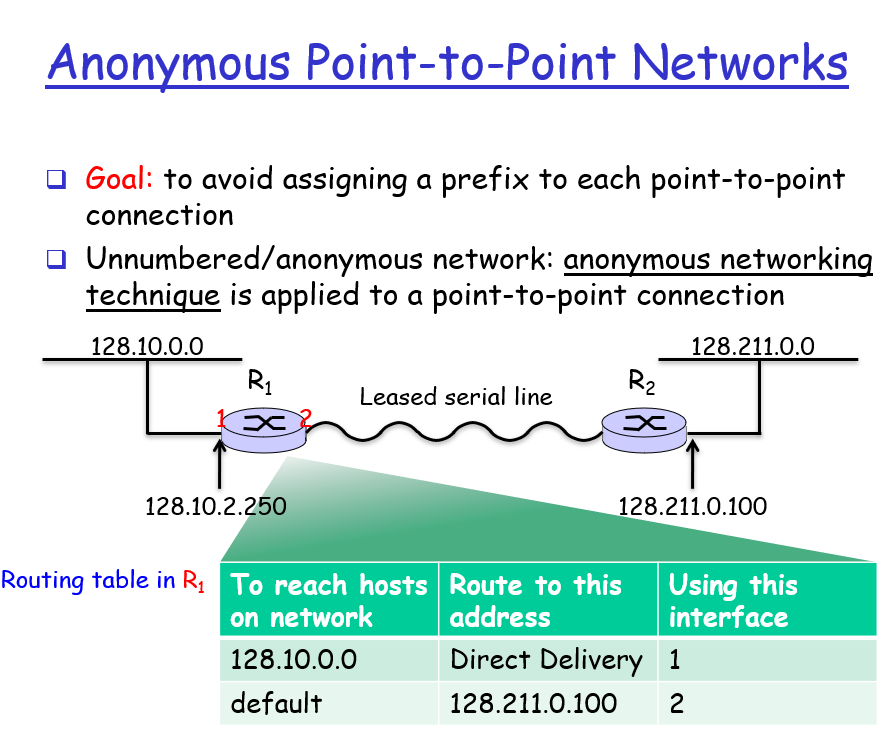 Anonymous Point-to-Point Networks
Goal: to avoid assigning a prefix to each point-to-point
connection
Unnumbered/anonymous network: anonymous networking
technique is applied to a point-to-point connection
128.10.0.0
128.211.0.0
R1
R2
Leased serial line
1
2
128.10.2.250
128.211.0.100
Routing table in R1
To reach hosts
on network
Route to this
address
Using this
interface
128.10.0.0
Direct Delivery
1
default
128.211.0.100
2